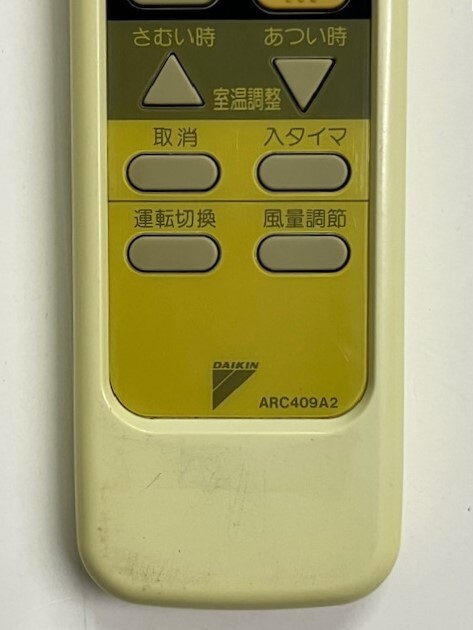 さむい時 あつい時
室温調整
取消 入タイマ
運転切換 風量調節
DAIKIN
ARC409A2